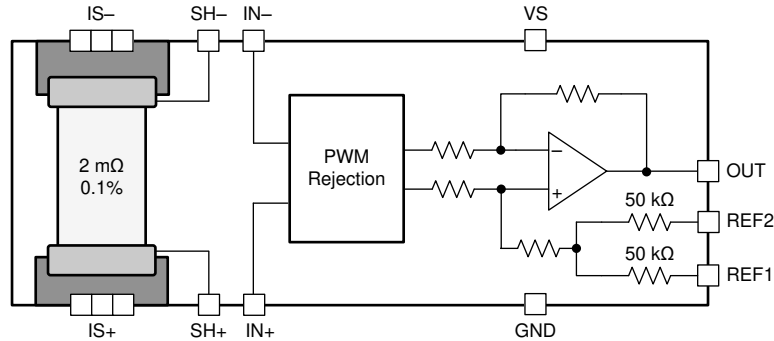 IS–
SH–
IN–
VS
2 mΩ
0.1%
PWM
Rejection
–
+
OUT
50 kΩ
REF2
50 kΩ
REF1
IS+
SH+
IN+
GND